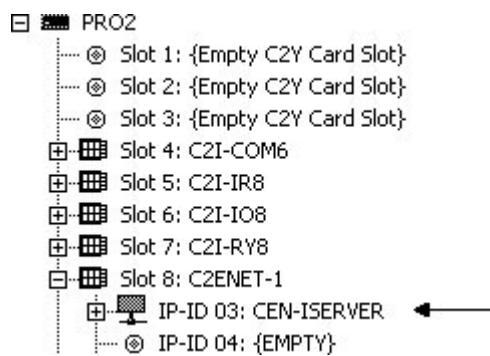 PRO2
Slot 1: {Empty C2Y Card Slot}
Slot 2: {Empty C2Y Card Slot}
Slot 3: {Empty C2Y Card Slot}
Slot 4: C2I-COM6
Slot 5: C2I-IR8
Slot 6: C2I-IO8
Slot 7: C2I-RY8
Slot 8: C2ENET-1
IP-ID 03: CEN-ISERVER
IP-ID 04: {EMPTY}